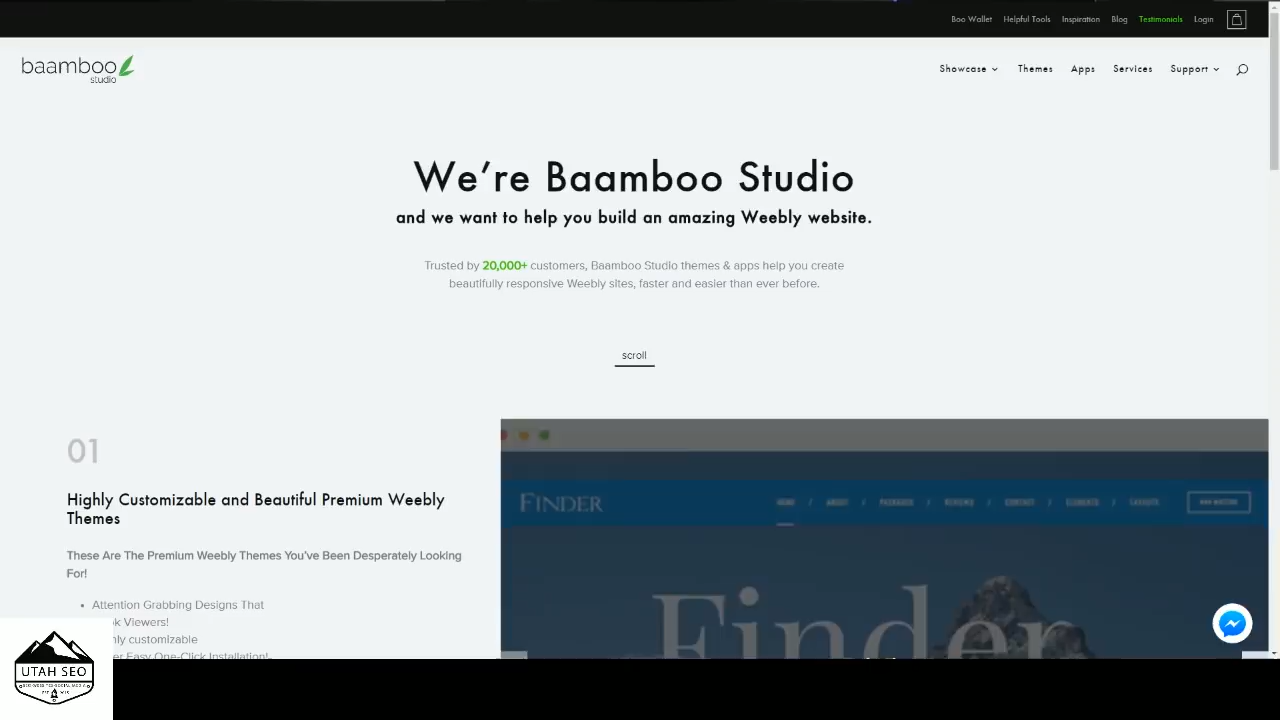 Boo Wallet Helpful Tools Inspiration Blog Testimonials Login
baamboo
studio
Showcase Themes Apps Services Support
We're Baamboo Studio
and we want to help you build an amazing Weebly website.
Trusted by 20,000+ customers, Baamboo Studio themes & apps help you create
beautifully responsive Weebly sites, faster and easier than ever before.
scroll
01
Highly Customizable and Beautiful Premium Weebly
Themes
These Are The Premium Weebly Themes You've Been Desperately Looking
For!
• Attention Grabbing Designs That
Viewers!
customizable
Easy One-Click Installation!
FINDER
HOME / ABOUT / PACKAGES / REVIEWS / CONTACT / ELEMENTS / LAYOUTS
Finder
UTAH SEO